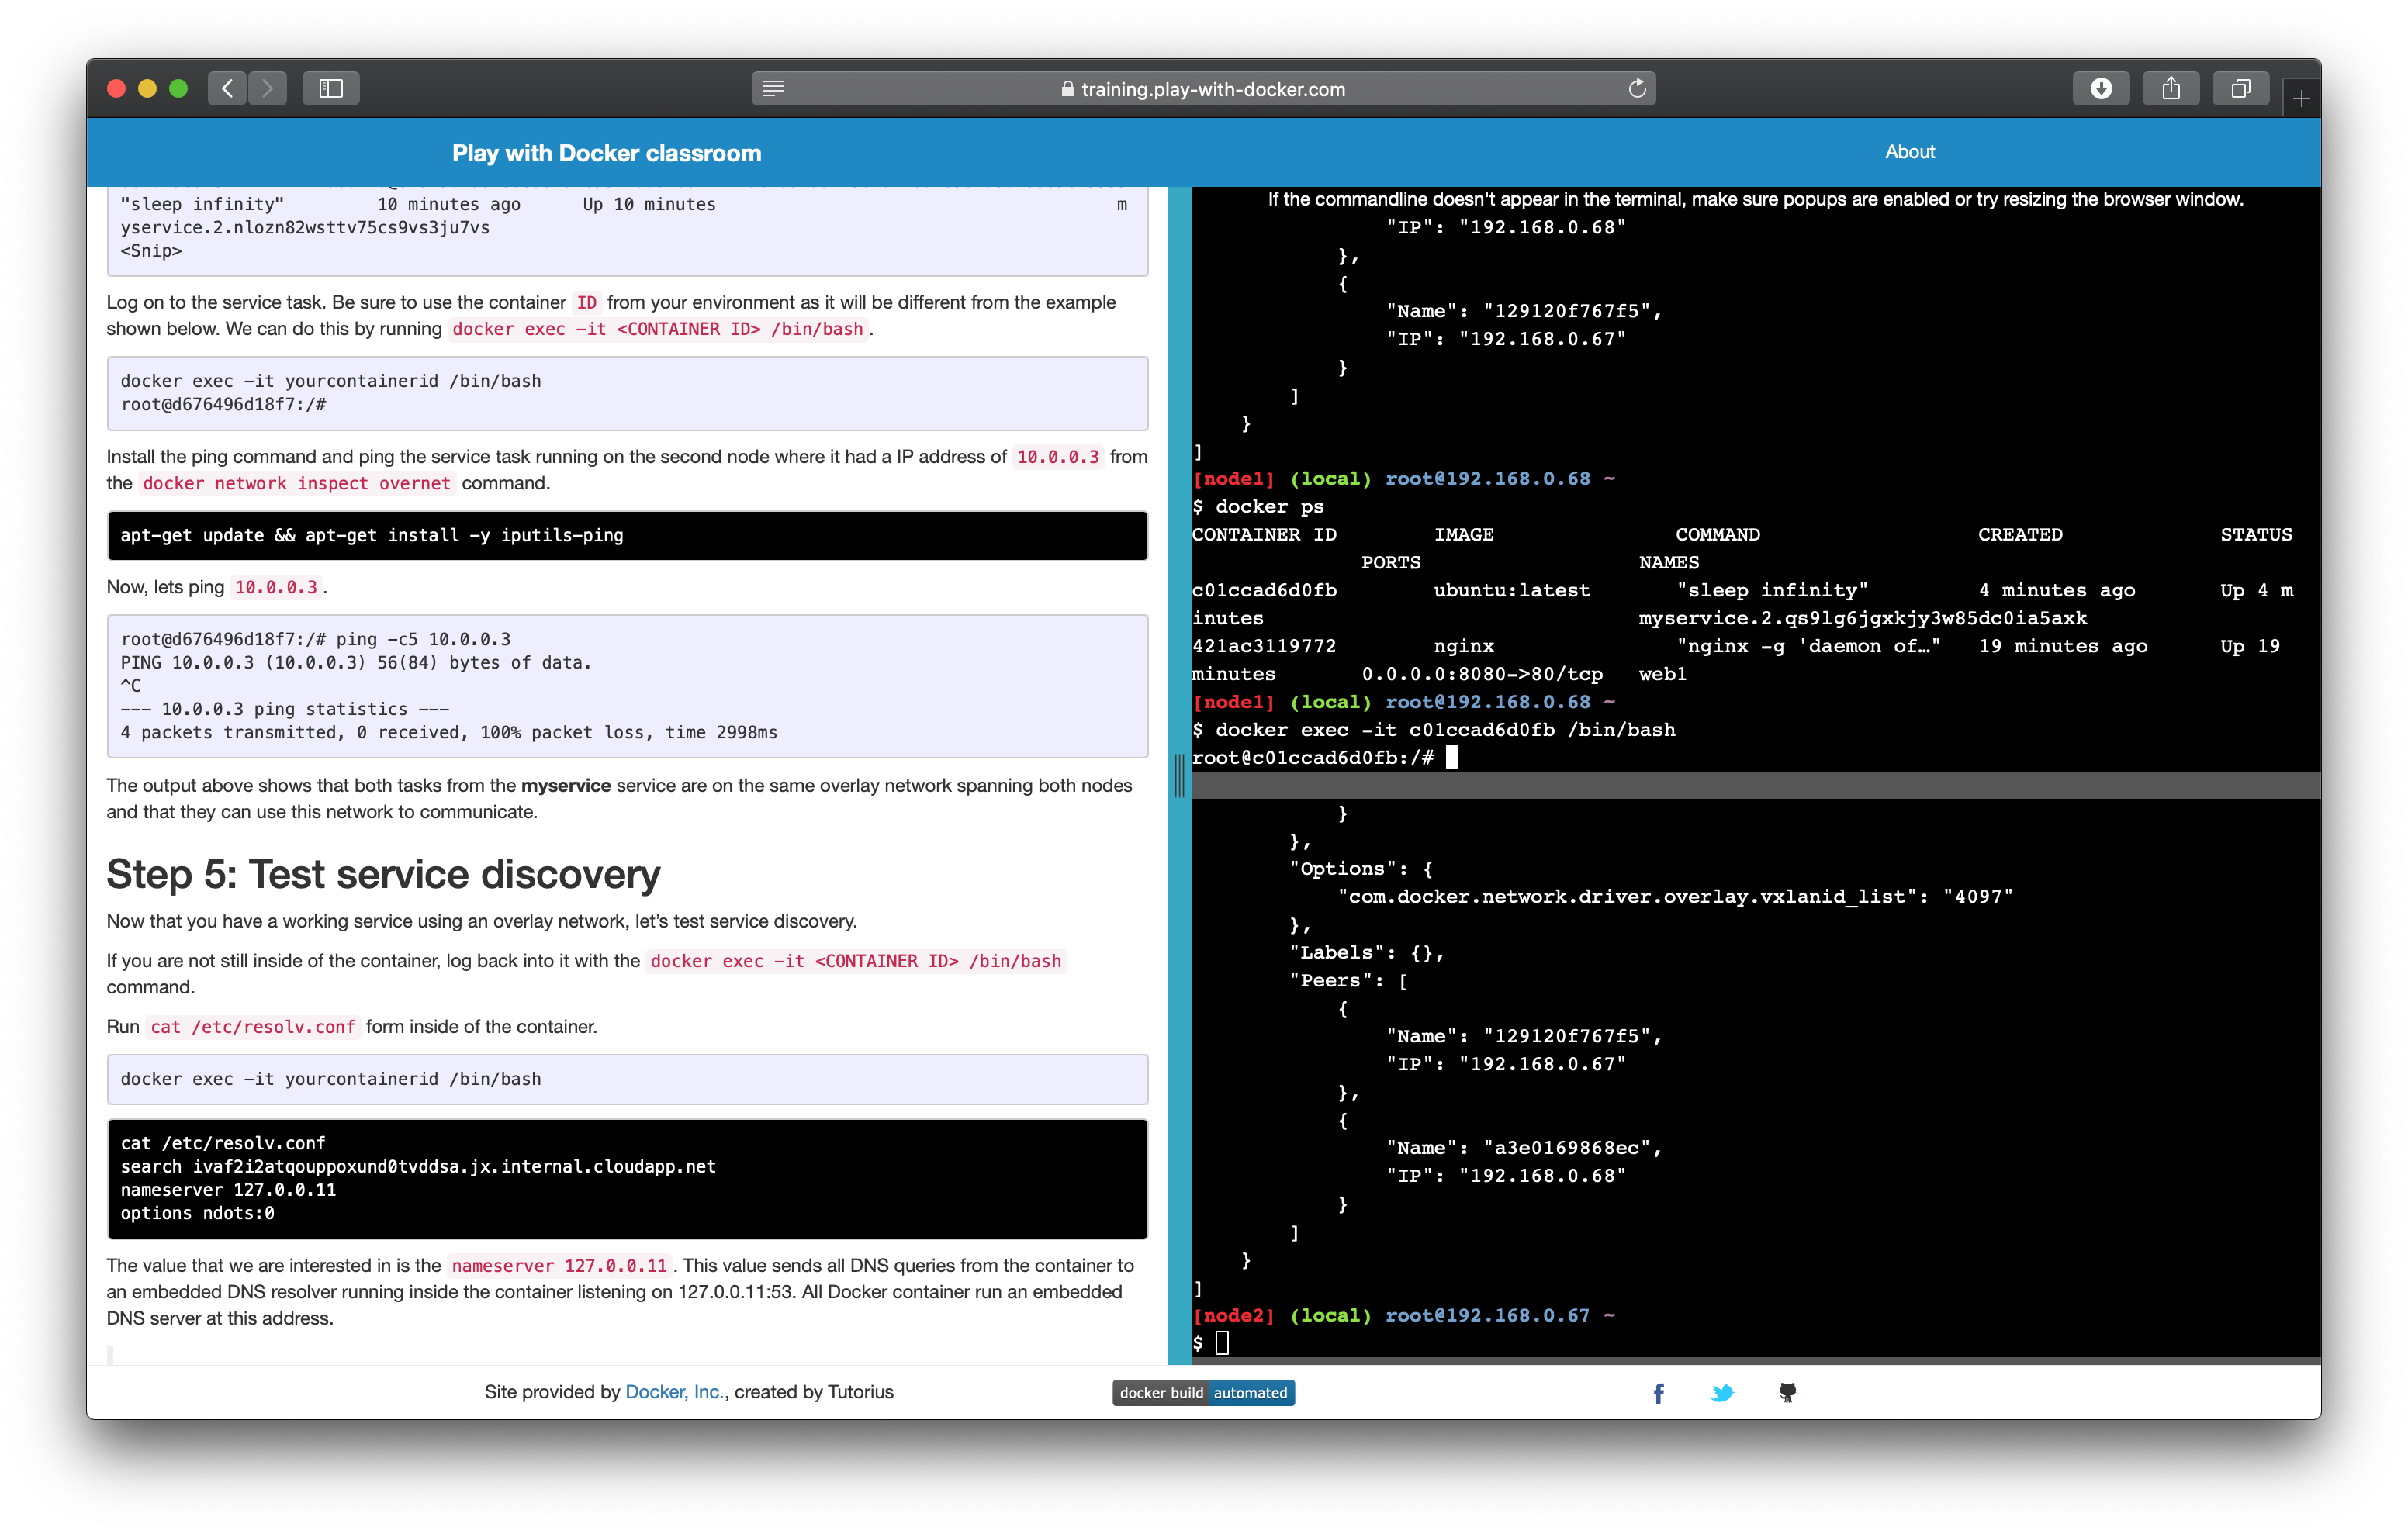 training.play-with-docker.com
Play with Docker classroom
About
"sleep infinity"         10 minutes ago      Up 10 minutes                                       m
yservice.2.nlozn82wsttv75cs9vs3ju7vs
<Snip>
Log on to the service task. Be sure to use the container ID from your environment as it will be different from the example
shown below. We can do this by running docker exec -it <CONTAINER ID> /bin/bash.
docker exec -it yourcontainerid /bin/bash
root@d676496d18f7:/#
Install the ping command and ping the service task running on the second node where it had a IP address of 10.0.0.3 from
the docker network inspect overnet command.
apt-get update && apt-get install -y iputils-ping
Now, lets ping 10.0.0.3.
root@d676496d18f7:/# ping -c5 10.0.0.3
PING 10.0.0.3 (10.0.0.3) 56(84) bytes of data.
^C
--- 10.0.0.3 ping statistics ---
4 packets transmitted, 0 received, 100% packet loss, time 2998ms
The output above shows that both tasks from the myservice service are on the same overlay network spanning both nodes
and that they can use this network to communicate.
Step 5: Test service discovery
Now that you have a working service using an overlay network, let's test service discovery.
If you are not still inside of the container, log back into it with the docker exec -it <CONTAINER ID> /bin/bash
command.
Run cat /etc/resolv.conf form inside of the container.
docker exec -it yourcontainerid /bin/bash
cat /etc/resolv.conf
search ivaf2i2atqouppoxund0tvddsa.jx.internal.cloudapp.net
nameserver 127.0.0.11
options ndots:0
The value that we are interested in is the nameserver 127.0.0.11. This value sends all DNS queries from the container to
an embedded DNS resolver running inside the container listening on 127.0.0.11:53. All Docker container run an embedded
DNS server at this address.
If the commandline doesn't appear in the terminal, make sure popups are enabled or try resizing the browser window.
"IP": "192.168.0.68"
},
{
"Name": "129120f767f5",
"IP": "192.168.0.67"
}
]
}
]
[node1] (local) root@192.168.0.68 ~
$ docker ps
CONTAINER ID        IMAGE               COMMAND                  CREATED             STATUS
PORTS                  NAMES
c01ccad6d0fb        ubuntu:latest       "sleep infinity"         4 minutes ago       Up 4 m
inutes                               myservice.2.qs9lg6jgxkjy3w85dc0ia5axk
421ac3119772        nginx               "nginx -g 'daemon of…"   19 minutes ago      Up 19
minutes       0.0.0.0:8080->80/tcp   web1
[node1] (local) root@192.168.0.68 ~
$ docker exec -it c01ccad6d0fb /bin/bash
root@c01ccad6d0fb:/#
}
},
"Options": {
"com.docker.network.driver.overlay.vxlanid_list": "4097"
},
"Labels": {},
"Peers": [
{
"Name": "129120f767f5",
"IP": "192.168.0.67"
},
{
"Name": "a3e0169868ec",
"IP": "192.168.0.68"
}
]
}
]
[node2] (local) root@192.168.0.67 ~
$
Site provided by Docker, Inc., created by Tutorius
docker build automated